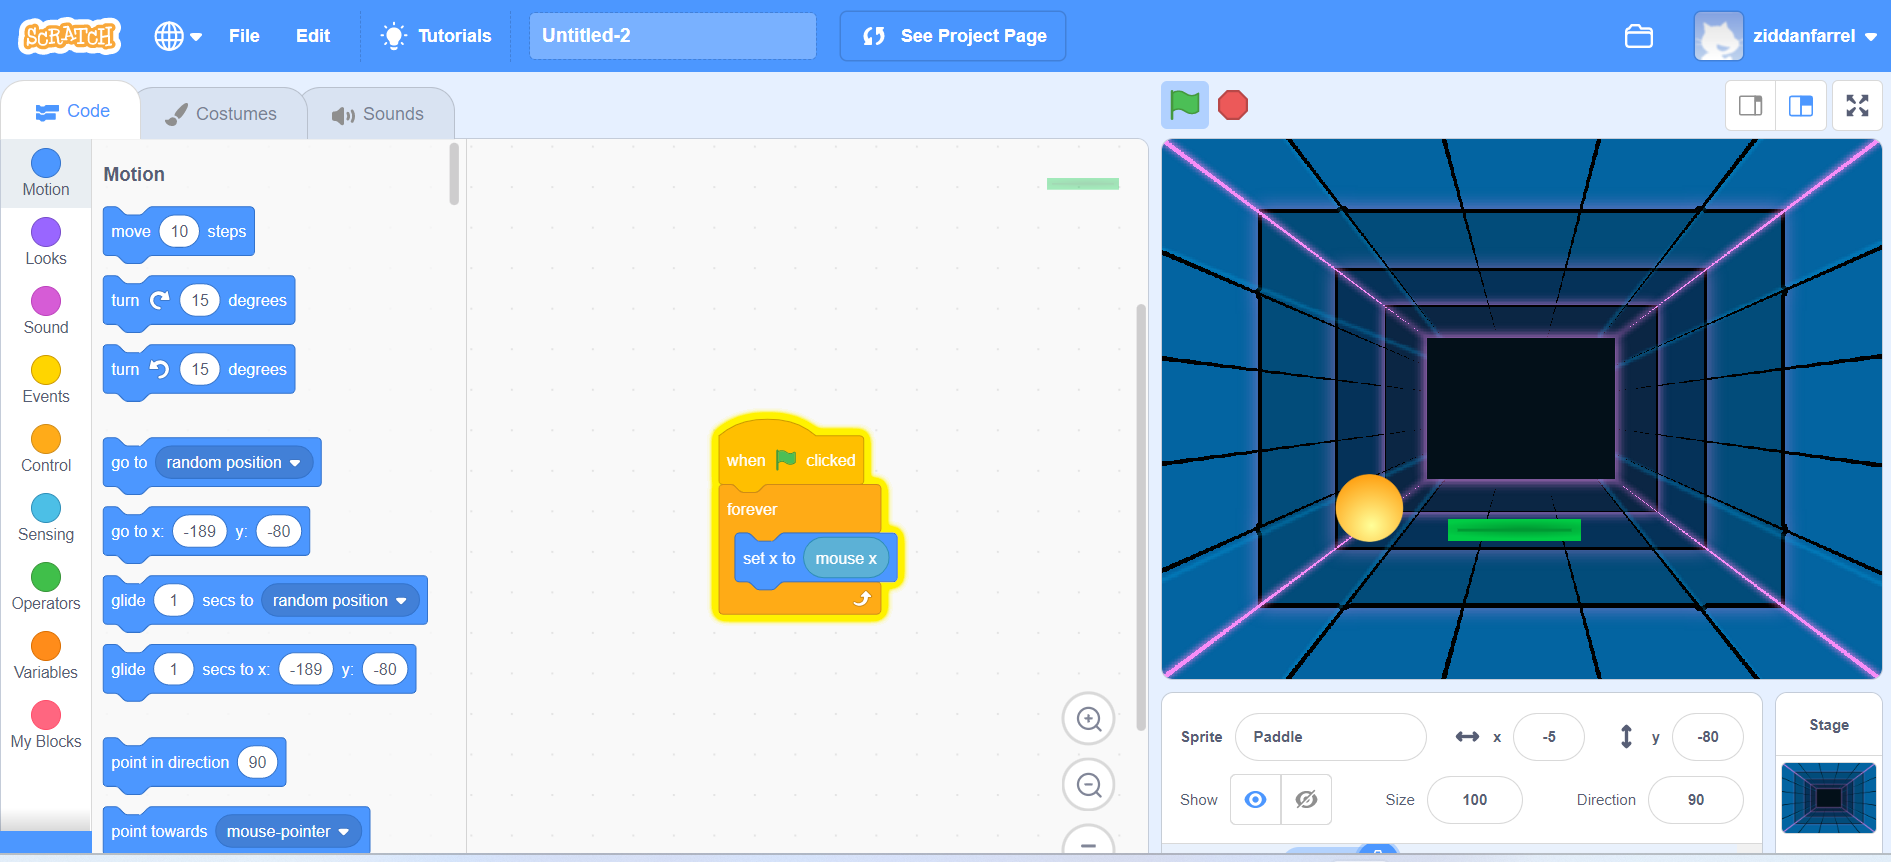 SCRATCH
File
Edit
Tutorials
Untitled-2
See Project Page
ziddanfarrel
Code
Costumes
Sounds
Motion
Looks
Sound
Events
Control
Sensing
Operators
Variables
My Blocks
Motion
move 10 steps
turn 15 degrees
turn 15 degrees
go to random position
go to x: -189 y: -80
glide 1 secs to random position
glide 1 secs to x: -189 y: -80
point in direction 90
point towards mouse-pointer
when clicked
forever
set x to mouse x
Sprite Paddle x -5 y -80
Show Size 100 Direction 90
Stage